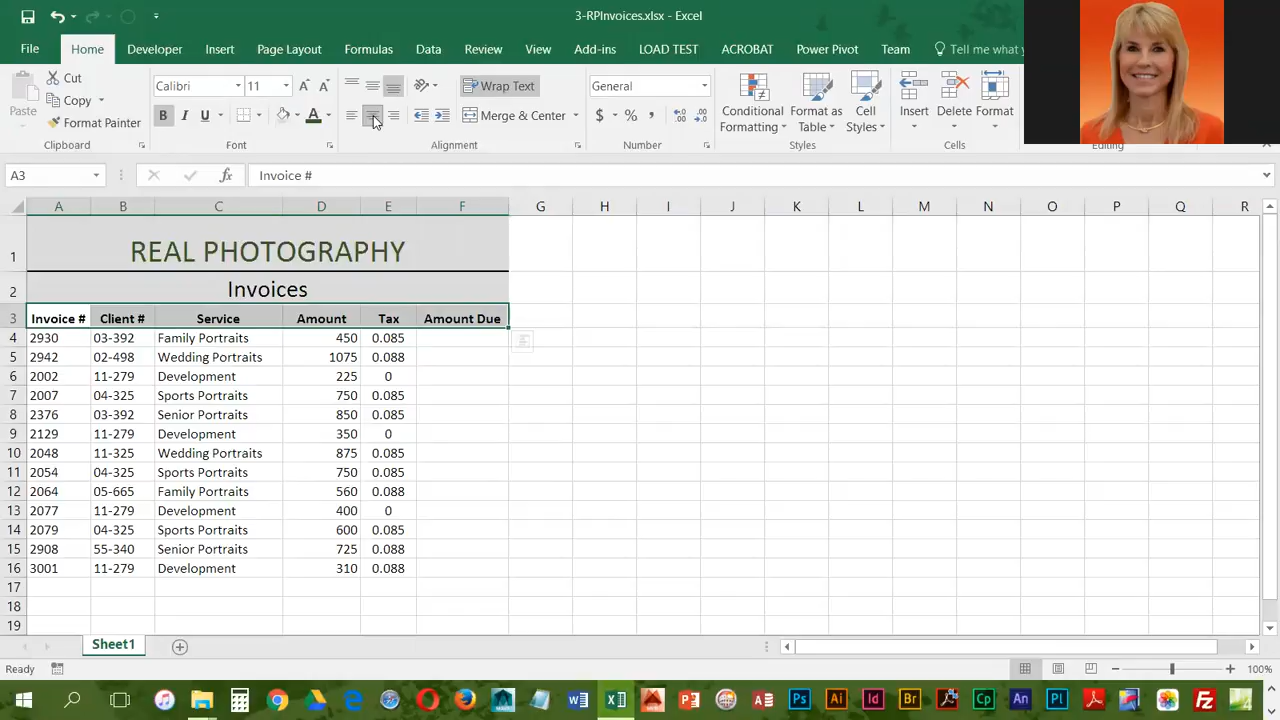 3-RPInvoices.xlsx - Excel
File Home Developer Insert Page Layout Formulas Data Review View Add-ins LOAD TEST ACROBAT Power Pivot Team Tell me what you
Paste
Cut
Copy
Format Painter
Clipboard
Calibri 11
B I U
Font
Wrap Text
Merge & Center
Alignment
General
$ % ,
Number
Conditional Formatting
Format as Table
Cell Styles
Styles
Insert Delete Format
Cells
Editing
A3 fx Invoice #
A B C D E F G H I J K L M N O P Q R
1 REAL PHOTOGRAPHY
2 Invoices
3 Invoice # Client # Service Amount Tax Amount Due
4 2930 03-392 Family Portraits 450 0.085
5 2942 02-498 Wedding Portraits 1075 0.088
6 2002 11-279 Development 225 0
7 2007 04-325 Sports Portraits 750 0.085
8 2376 03-392 Senior Portraits 850 0.085
9 2129 11-279 Development 350 0
10 2048 11-325 Wedding Portraits 875 0.085
11 2054 04-325 Sports Portraits 750 0.085
12 2064 05-665 Family Portraits 560 0.088
13 2077 11-279 Development 400 0
14 2079 04-325 Sports Portraits 600 0.085
15 2908 55-340 Senior Portraits 725 0.088
16 3001 11-279 Development 310 0.088
17
18
19
Sheet1
Ready 100%